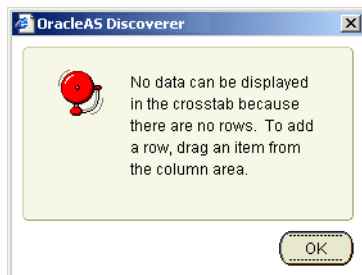 OracleAS Discoverer
No data can be displayed
in the crosstab because
there are no rows. To add
a row, drag an item from
the column area.
OK